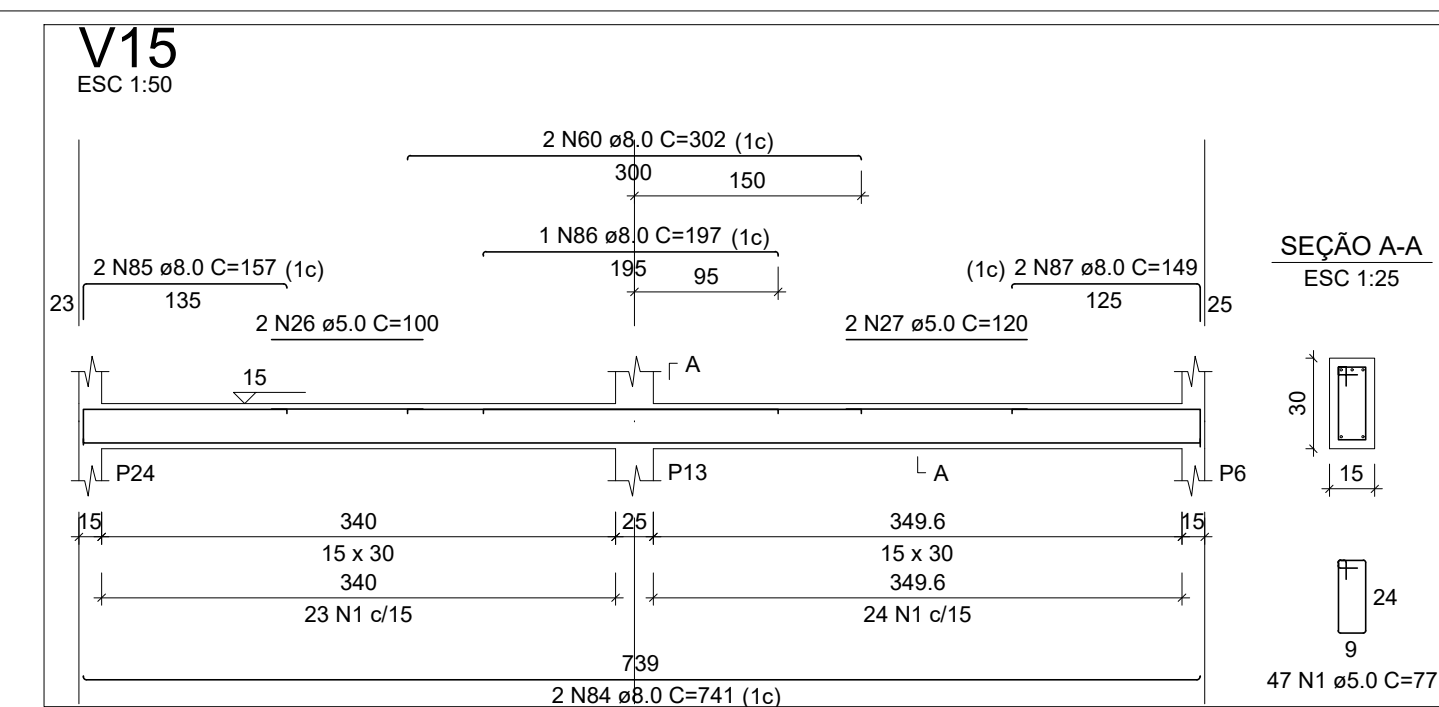 V15
ESC 1:50
2 N60 ø8.0 C=302 (1c)
300
150
1 N86 ø8.0 C=197 (1c)
195
95
2 N85 ø8.0 C=157 (1c)
23
135
(1c) 2 N87 ø8.0 C=149
125
25
2 N26 ø5.0 C=100
2 N27 ø5.0 C=120
A
15
P24
P13
A
P6
15
340
25
349.6
15
15 x 30
15 x 30
340
349.6
23 N1 c/15
24 N1 c/15
739
2 N84 ø8.0 C=741 (1c)
SEÇÃO A-A
ESC 1:25
30
15
24
9
47 N1 ø5.0 C=77